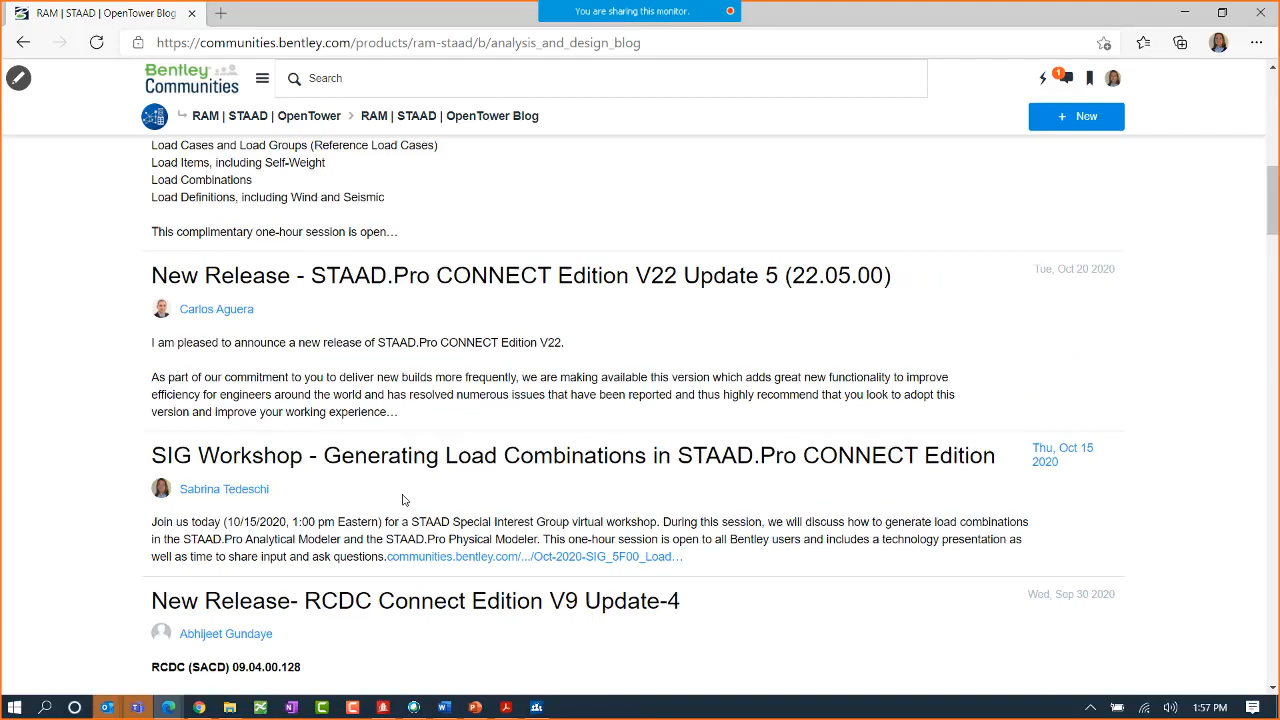 RAM | STAAD | OpenTower Blog
You are sharing this monitor.
https://communities.bentley.com/products/ram-staad/b/analysis_and_design_blog
Bentley
Communities
Search
1
RAM | STAAD | OpenTower > RAM | STAAD | OpenTower Blog
+ New
Load Cases and Load Groups (Reference Load Cases)
Load Items, including Self-Weight
Load Combinations
Load Definitions, including Wind and Seismic
This complimentary one-hour session is open…
New Release - STAAD.Pro CONNECT Edition V22 Update 5 (22.05.00)
Tue, Oct 20 2020
Carlos Aguera
I am pleased to announce a new release of STAAD.Pro CONNECT Edition V22.
As part of our commitment to you to deliver new builds more frequently, we are making available this version which adds great new functionality to improve
efficiency for engineers around the world and has resolved numerous issues that have been reported and thus highly recommend that you look to adopt this
version and improve your working experience…
SIG Workshop - Generating Load Combinations in STAAD.Pro CONNECT Edition
Thu, Oct 15
2020
Sabrina Tedeschi
Join us today (10/15/2020, 1:00 pm Eastern) for a STAAD Special Interest Group virtual workshop. During this session, we will discuss how to generate load combinations
in the STAAD.Pro Analytical Modeler and the STAAD.Pro Physical Modeler. This one-hour session is open to all Bentley users and includes a technology presentation as
well as time to share input and ask questions.communities.bentley.com/.../Oct-2020-SIG_5F00_Load…
New Release- RCDC Connect Edition V9 Update-4
Wed, Sep 30 2020
Abhijeet Gundaye
RCDC (SACD) 09.04.00.128
1:57 PM